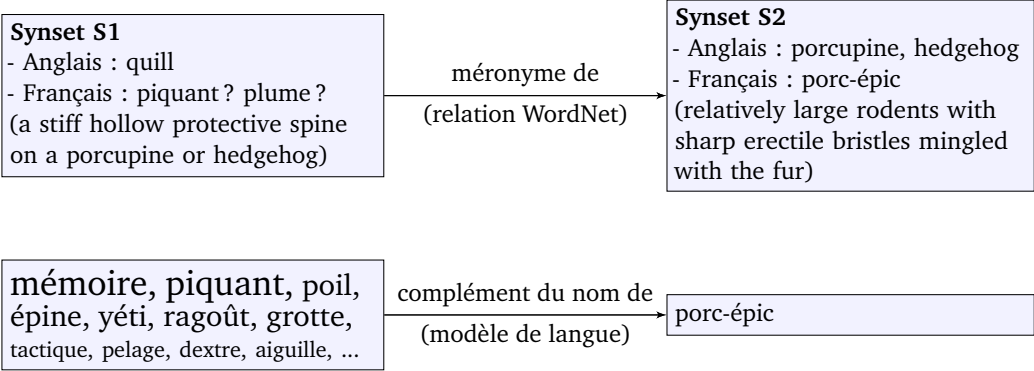 Synset S1
- Anglais : quill
- Français : piquant ? plume ?
(a stiff hollow protective spine
on a porcupine or hedgehog)
méronyme de
(relation WordNet)
Synset S2
- Anglais : porcupine, hedgehog
- Français : porc-épic
(relatively large rodents with
sharp erectile bristles mingled
with the fur)
mémoire, piquant, poil,
épine, yéti, ragoût, grotte,
tactique, pelage, dextre, aiguille, ...
complément du nom de
(modèle de langue)
porc-épic